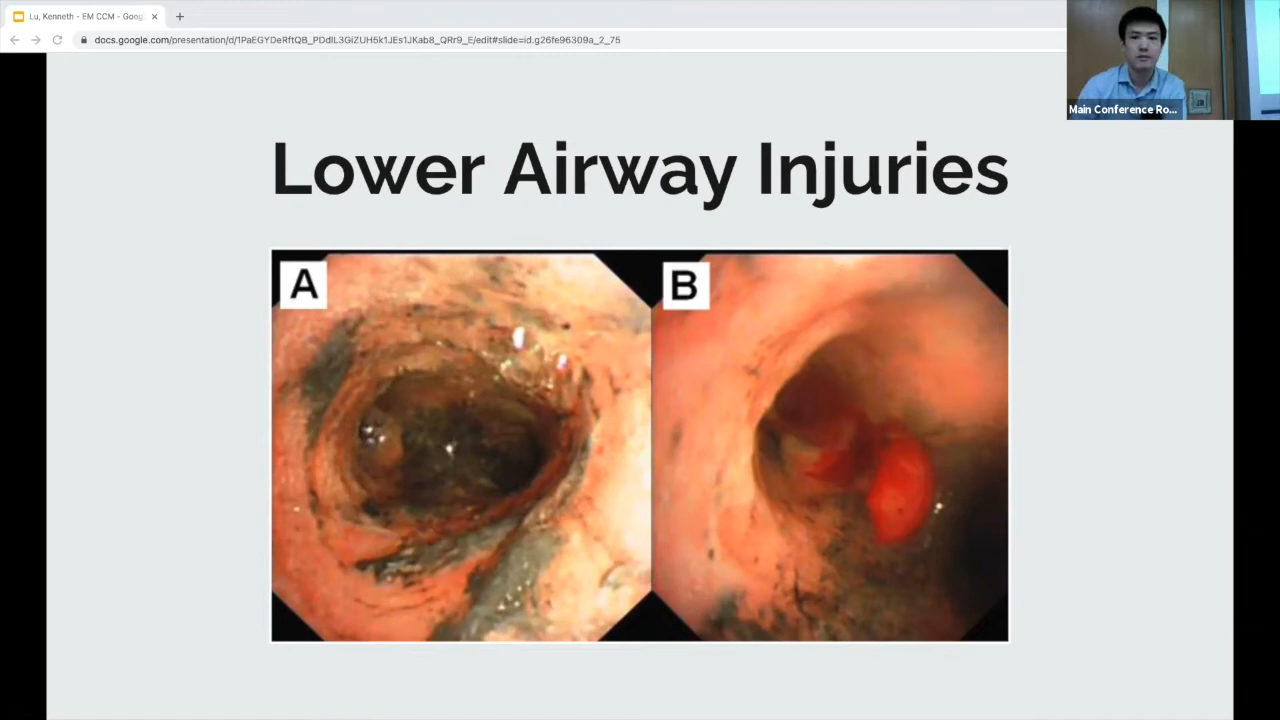 Lu, Kenneth - EM CCM - Goog
docs.google.com/presentation/d/1PaEGYDeRftQB_PDdlL3GiZUH5k1JEs1JKab8_QRr9_E/edit#slide=id.g26fe96309a_2_75
Main Conference Ro...
Lower Airway Injuries
A
B